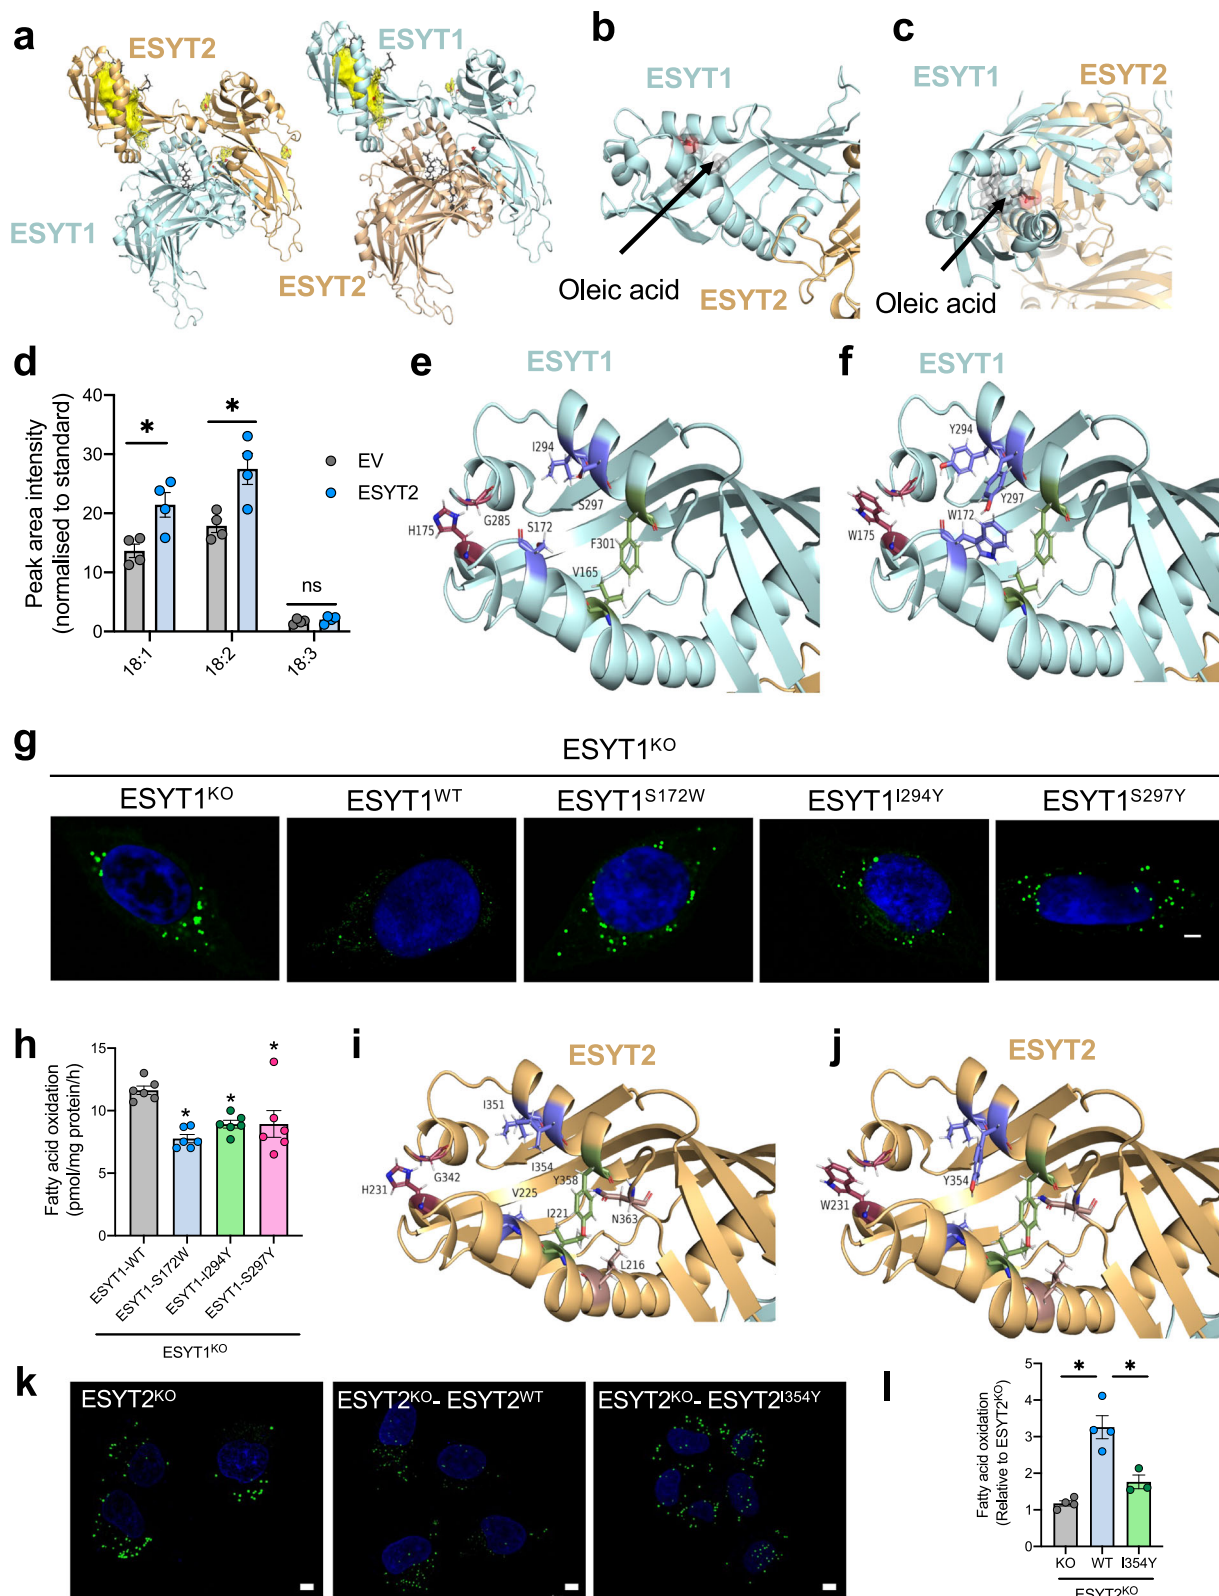 a
ESYT2
ESYT1
ESYT1
ESYT2
b
ESYT1
Oleic acid
ESYT2
c
ESYT1
ESYT2
Oleic acid
d
Peak area intensity
(normalised to standard)
40
30
20
10
0
*
*
ns
EV
ESYT2
18:1
18:2
18:3
e
ESYT1
I294
S297
G285
H175
S172
F301
V165
f
ESYT1
Y294
Y297
W172
W175
g
ESYT1KO
ESYT1KO
ESYT1WT
ESYT1S172W
ESYT1I294Y
ESYT1S297Y
h
Fatty acid oxidation
(pmol/mg protein/h)
15
10
5
0
*
*
*
ESYT1-WT
ESYT1-S172W
ESYT1-I294Y
ESYT1-S297Y
ESYT1KO
i
ESYT2
I351
I354
G342
Y358
H231
V225
I221
N363
L216
j
ESYT2
Y354
W231
k
ESYT2KO
ESYT2KO- ESYT2WT
ESYT2KO- ESYT2I354Y
l
Fatty acid oxidation
(Relative to ESYT2KO)
5
4
3
2
1
0
*
*
KO
WT
I354Y
ESYT2KO